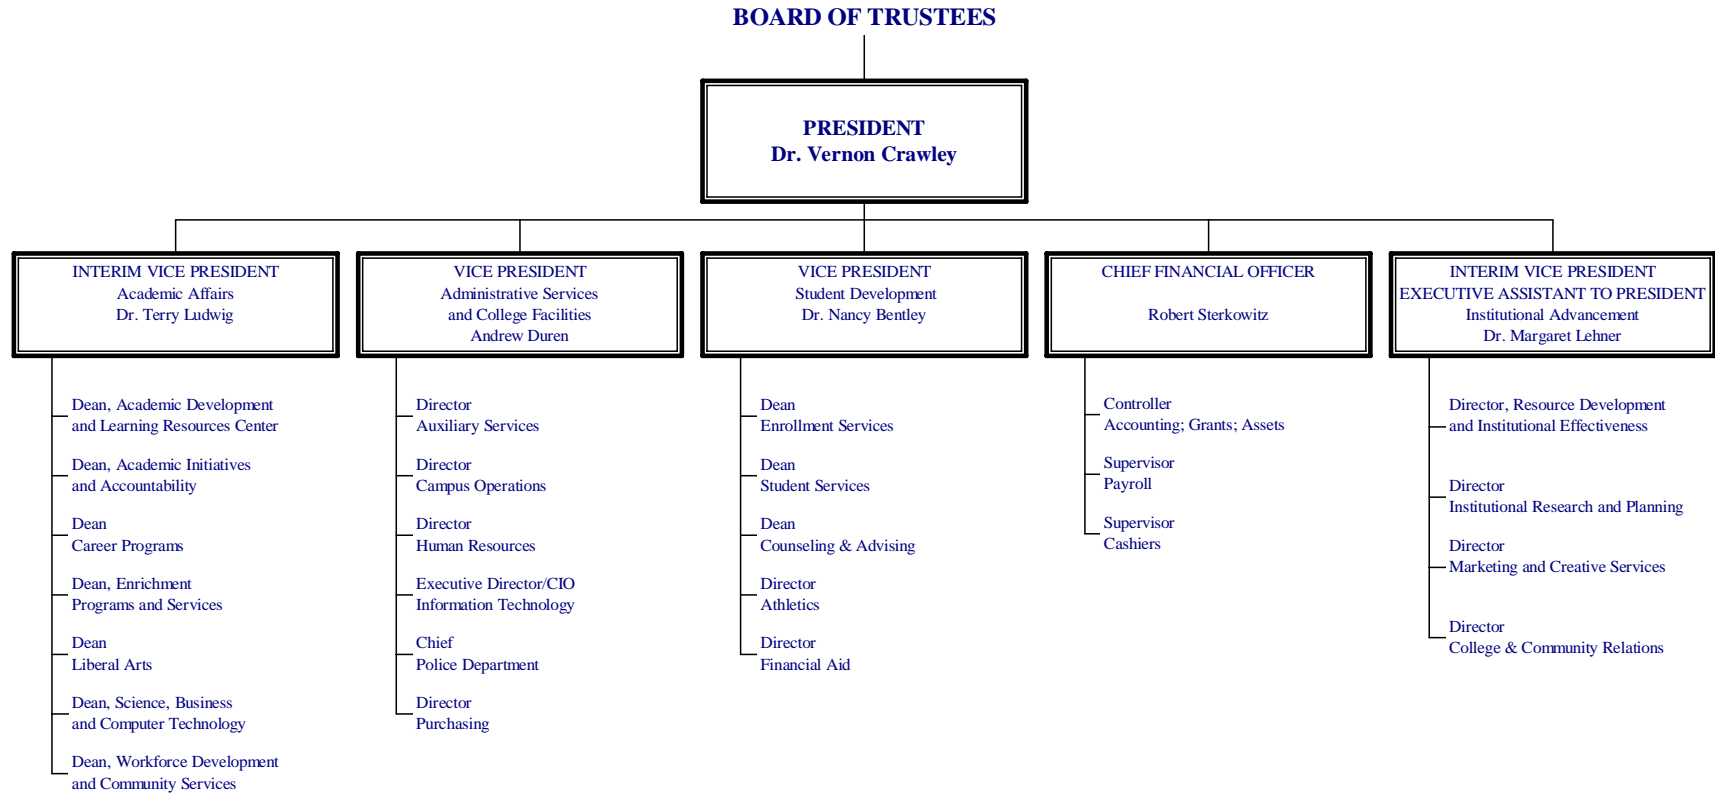 BOARD OF TRUSTEES
PRESIDENT
Dr. Vernon Crawley
INTERIM VICE PRESIDENT
Academic Affairs
Dr. Terry Ludwig
VICE PRESIDENT
Administrative Services
and College Facilities
Andrew Duren
VICE PRESIDENT
Student Development
Dr. Nancy Bentley
CHIEF FINANCIAL OFFICER
Robert Sterkowitz
INTERIM VICE PRESIDENT
EXECUTIVE ASSISTANT TO PRESIDENT
Institutional Advancement
Dr. Margaret Lehner
Dean, Academic Development
and Learning Resources Center
Dean, Academic Initiatives
and Accountability
Dean
Career Programs
Dean, Enrichment
Programs and Services
Dean
Liberal Arts
Dean, Science, Business
and Computer Technology
Dean, Workforce Development
and Community Services
Director
Auxiliary Services
Director
Campus Operations
Director
Human Resources
Executive Director/CIO
Information Technology
Chief
Police Department
Director
Purchasing
Dean
Enrollment Services
Dean
Student Services
Dean
Counseling & Advising
Director
Athletics
Director
Financial Aid
Controller
Accounting; Grants; Assets
Supervisor
Payroll
Supervisor
Cashiers
Director, Resource Development
and Institutional Effectiveness
Director
Institutional Research and Planning
Director
Marketing and Creative Services
Director
College & Community Relations